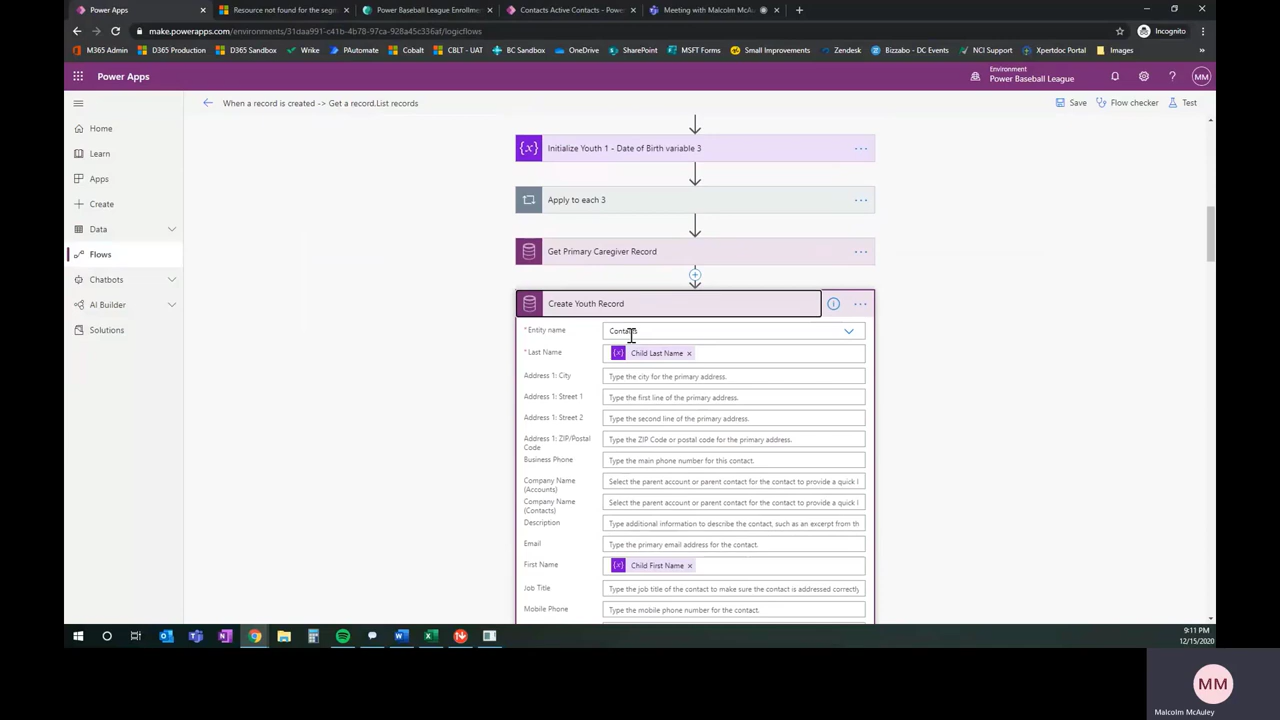 Power Apps
Resource not found for the seg
Power Baseball League Enrollme
Contacts Active Contacts - Powe
Meeting with Malcolm McAu
make.powerapps.com/environments/31daa991-c41b-4b78-97ca-928a45c336af/logicflows
Incognito
M365 Admin
D365 Production
D365 Sandbox
Wrike
PAutomate
Cobalt
CBLT - UAT
BC Sandbox
OneDrive
SharePoint
MSFT Forms
Small Improvements
Zendesk
Bizzabo - DC Events
NCI Support
Xpertdoc Portal
Images
Power Apps
Environment
Power Baseball League
MM
When a record is created -> Get a record.List records
Save
Flow checker
Test
Home
Learn
Apps
Create
Data
Flows
Chatbots
AI Builder
Solutions
{x} Initialize Youth 1 - Date of Birth variable 3
Apply to each 3
Get Primary Caregiver Record
Create Youth Record
* Entity name Contacts
* Last Name {x} Child Last Name ×
Address 1: City Type the city for the primary address.
Address 1: Street 1 Type the first line of the primary address.
Address 1: Street 2 Type the second line of the primary address.
Address 1: ZIP/Postal Code Type the ZIP Code or postal code for the primary address.
Business Phone Type the main phone number for this contact.
Company Name (Accounts) Select the parent account or parent contact for the contact to provide a quick l
Company Name (Contacts) Select the parent account or parent contact for the contact to provide a quick l
Description Type additional information to describe the contact, such as an excerpt from th
Email Type the primary email address for the contact.
First Name {x} Child First Name ×
Job Title Type the job title of the contact to make sure the contact is addressed correctly
Mobile Phone Type the mobile phone number for the contact.
9:11 PM
12/15/2020
MM
Malcolm McAuley